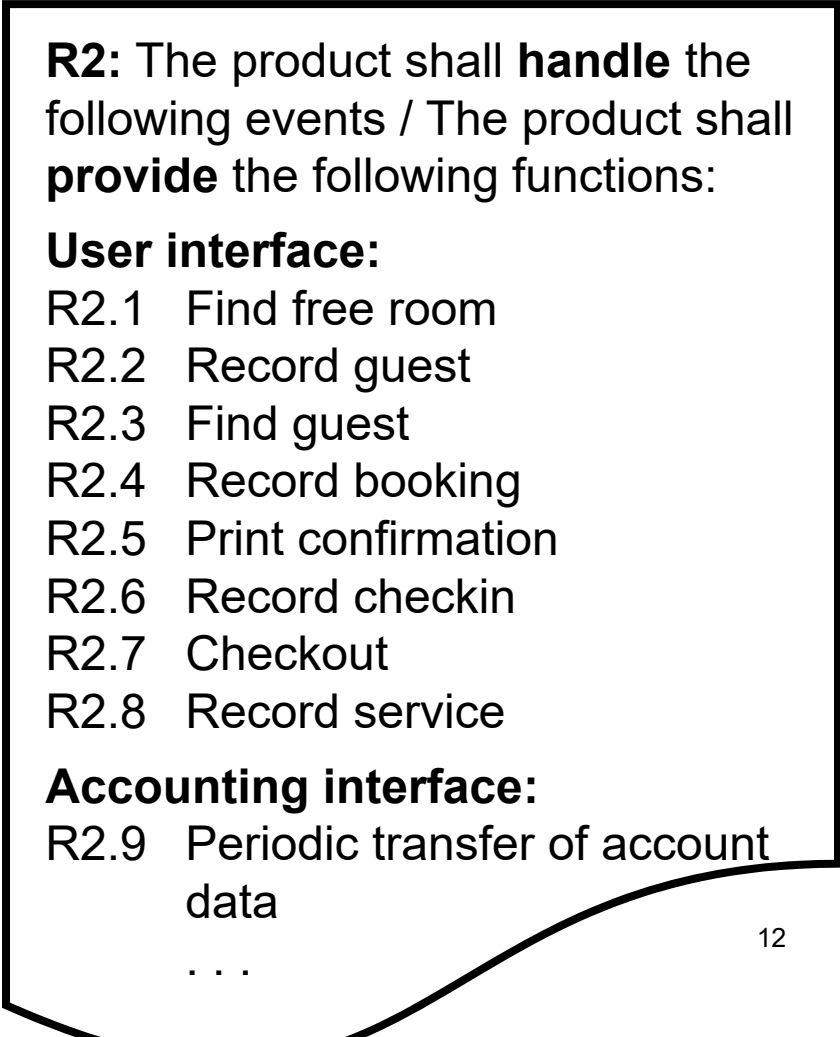 R2: The product shall handle the
following events / The product shall
provide the following functions:
User interface:
R2.1 Find free room
R2.2 Record guest
R2.3 Find guest
R2.4 Record booking
R2.5 Print confirmation
R2.6 Record checkin
R2.7 Checkout
R2.8 Record service
Accounting interface:
R2.9 Periodic transfer of account
data
. . .
12